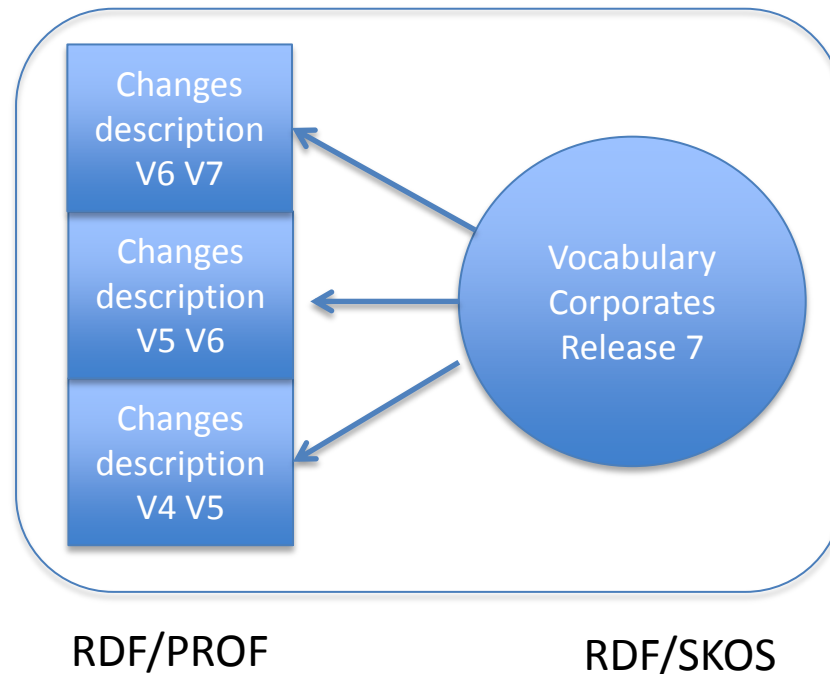 Changes
description
V6 V7
Changes
description
V5 V6
Changes
description
V4 V5
Vocabulary
Corporates
Release 7
RDF/PROF
RDF/SKOS